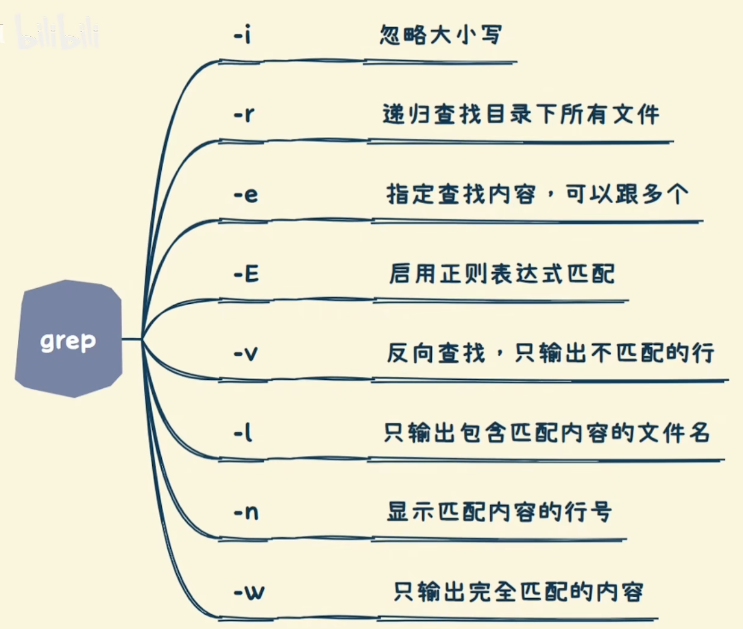 bilibili
-i 忽略大小写
-r 递归查找目录下所有文件
-e 指定查找内容，可以跟多个
-E 启用正则表达式匹配
grep
-v 反向查找，只输出不匹配的行
-l 只输出包含匹配内容的文件名
-n 显示匹配内容的行号
-w 只输出完全匹配的内容